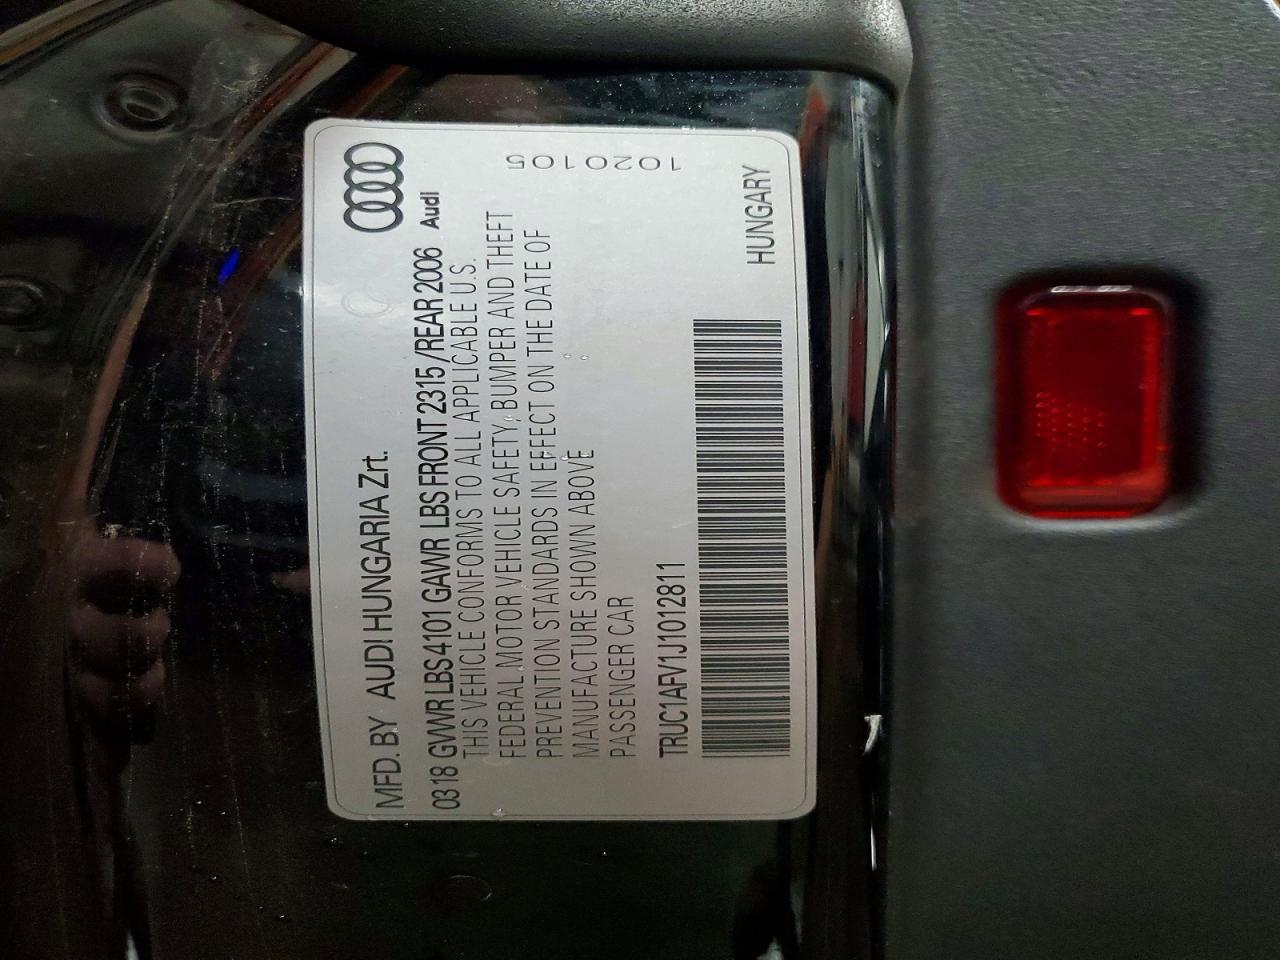 MFD. BY AUDI HUNGARIA Zrt.
0318 GVWR LBS 4101 GAWR LBS FRONT 2315 /REAR 2006 Audi
THIS VEHICLE CONFORMS TO ALL APPLICABLE U.S.
FEDERAL MOTOR VEHICLE SAFETY, BUMPER AND THEFT
PREVENTION STANDARDS IN EFFECT ON THE DATE OF
MANUFACTURE SHOWN ABOVE
PASSENGER CAR
TRUC1AFV1J1012811
HUNGARY
1020105